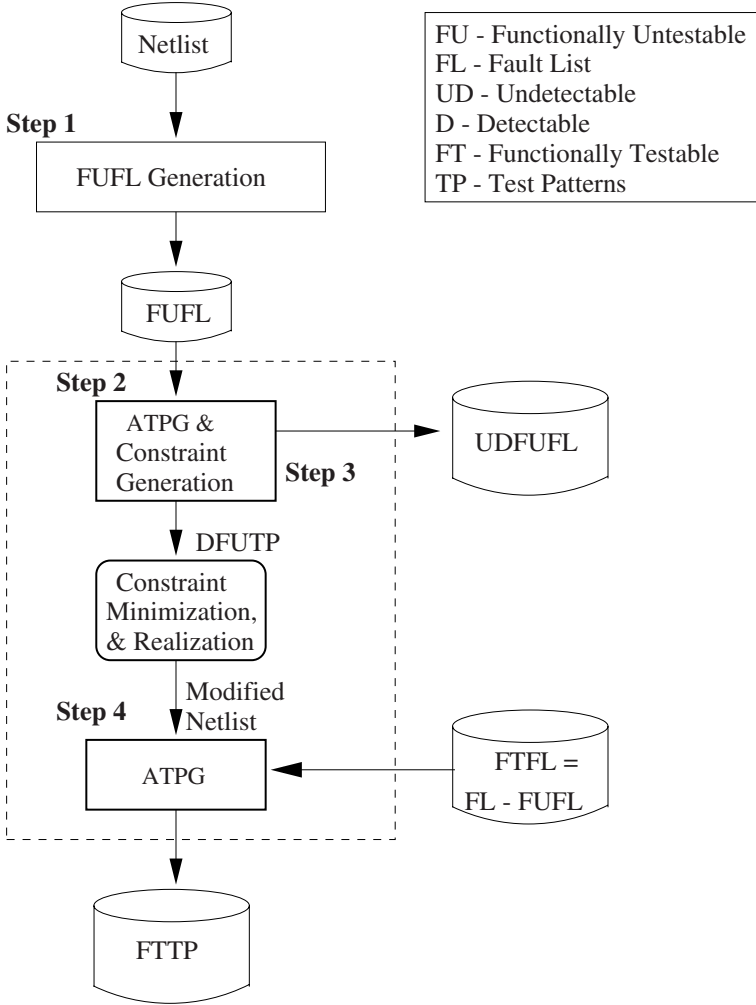 Netlist
FU - Functionally Untestable
FL - Fault List
UD - Undetectable
D - Detectable
FT - Functionally Testable
TP - Test Patterns
Step 1
FUFL Generation
FUFL
Step 2
ATPG &
Constraint
Generation
Step 3
UDFUFL
DFUTP
Constraint
Minimization,
& Realization
Modified
Netlist
Step 4
ATPG
FTFL =
FL - FUFL
FTTP